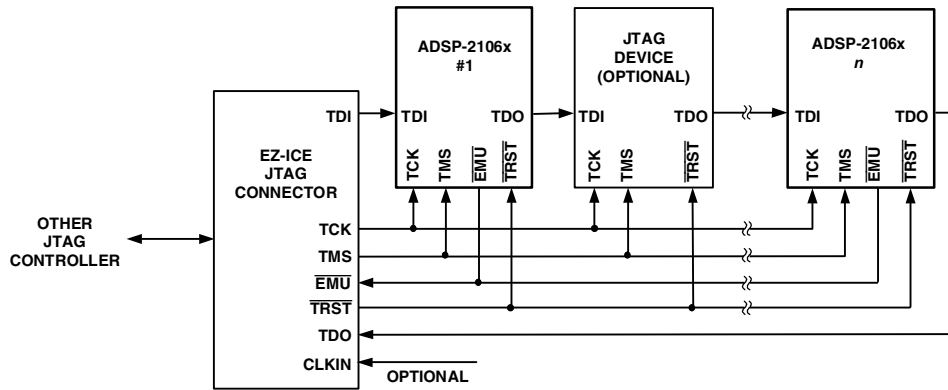 ADSP-2106x
#1
TDI
TDO
TCK
TMS
EMU
TRST
JTAG
DEVICE
(OPTIONAL)
TDI
TDO
TCK
TMS
TRST
ADSP-2106x
n
TDI
TDO
TCK
TMS
EMU
TRST
OTHER
JTAG
CONTROLLER
EZ-ICE
JTAG
CONNECTOR
TDI
TCK
TMS
EMU
TRST
TDO
CLKIN
OPTIONAL